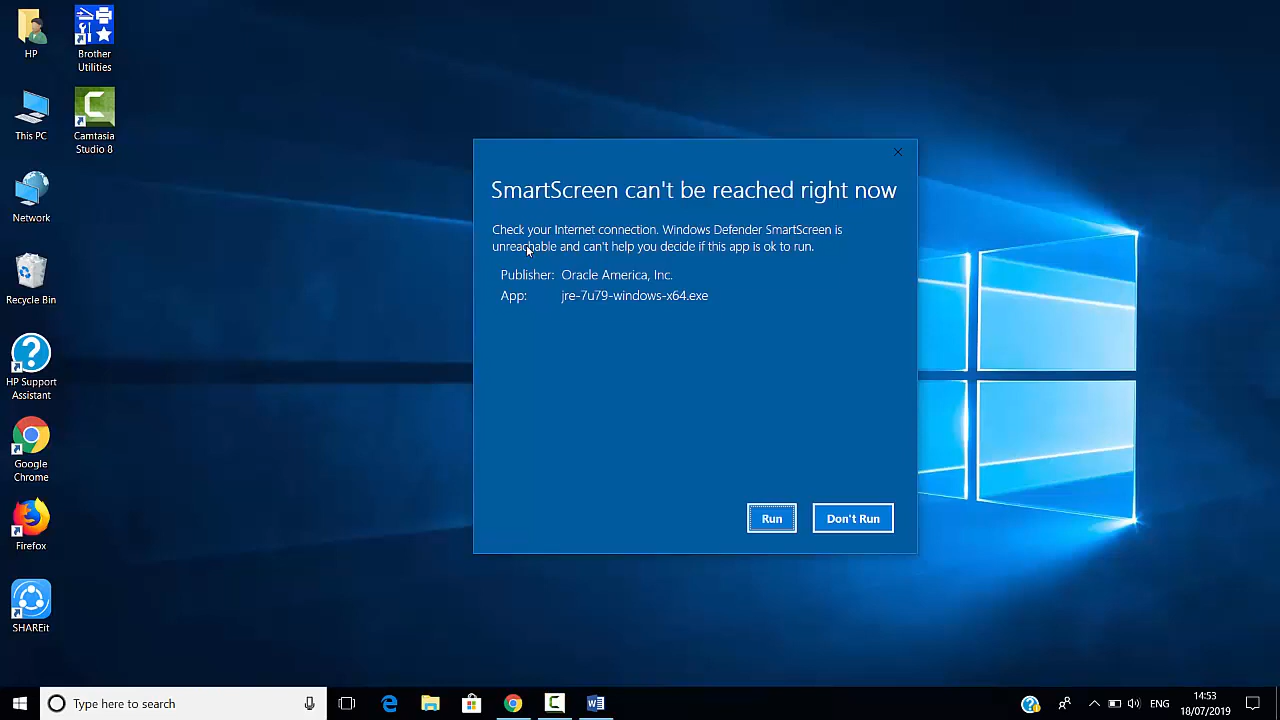 HP
Brother
Utilities
This PC
Camtasia
Studio 8
Network
Recycle Bin
HP Support
Assistant
Google
Chrome
Firefox
SHAREit
SmartScreen can't be reached right now
Check your Internet connection. Windows Defender SmartScreen is
unreachable and can't help you decide if this app is ok to run.
Publisher: Oracle America, Inc.
App: jre-7u79-windows-x64.exe
Run
Don't Run
Type here to search
ENG
14:53
18/07/2019